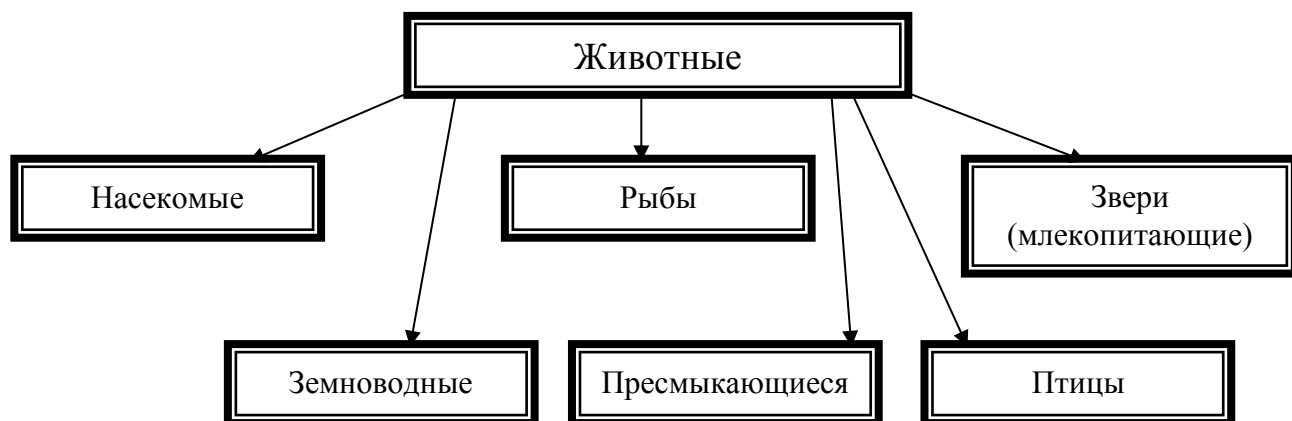 Животные
Насекомые
Рыбы
Звери
(млекопитающие)
Земноводные
Пресмыкающиеся
Птицы